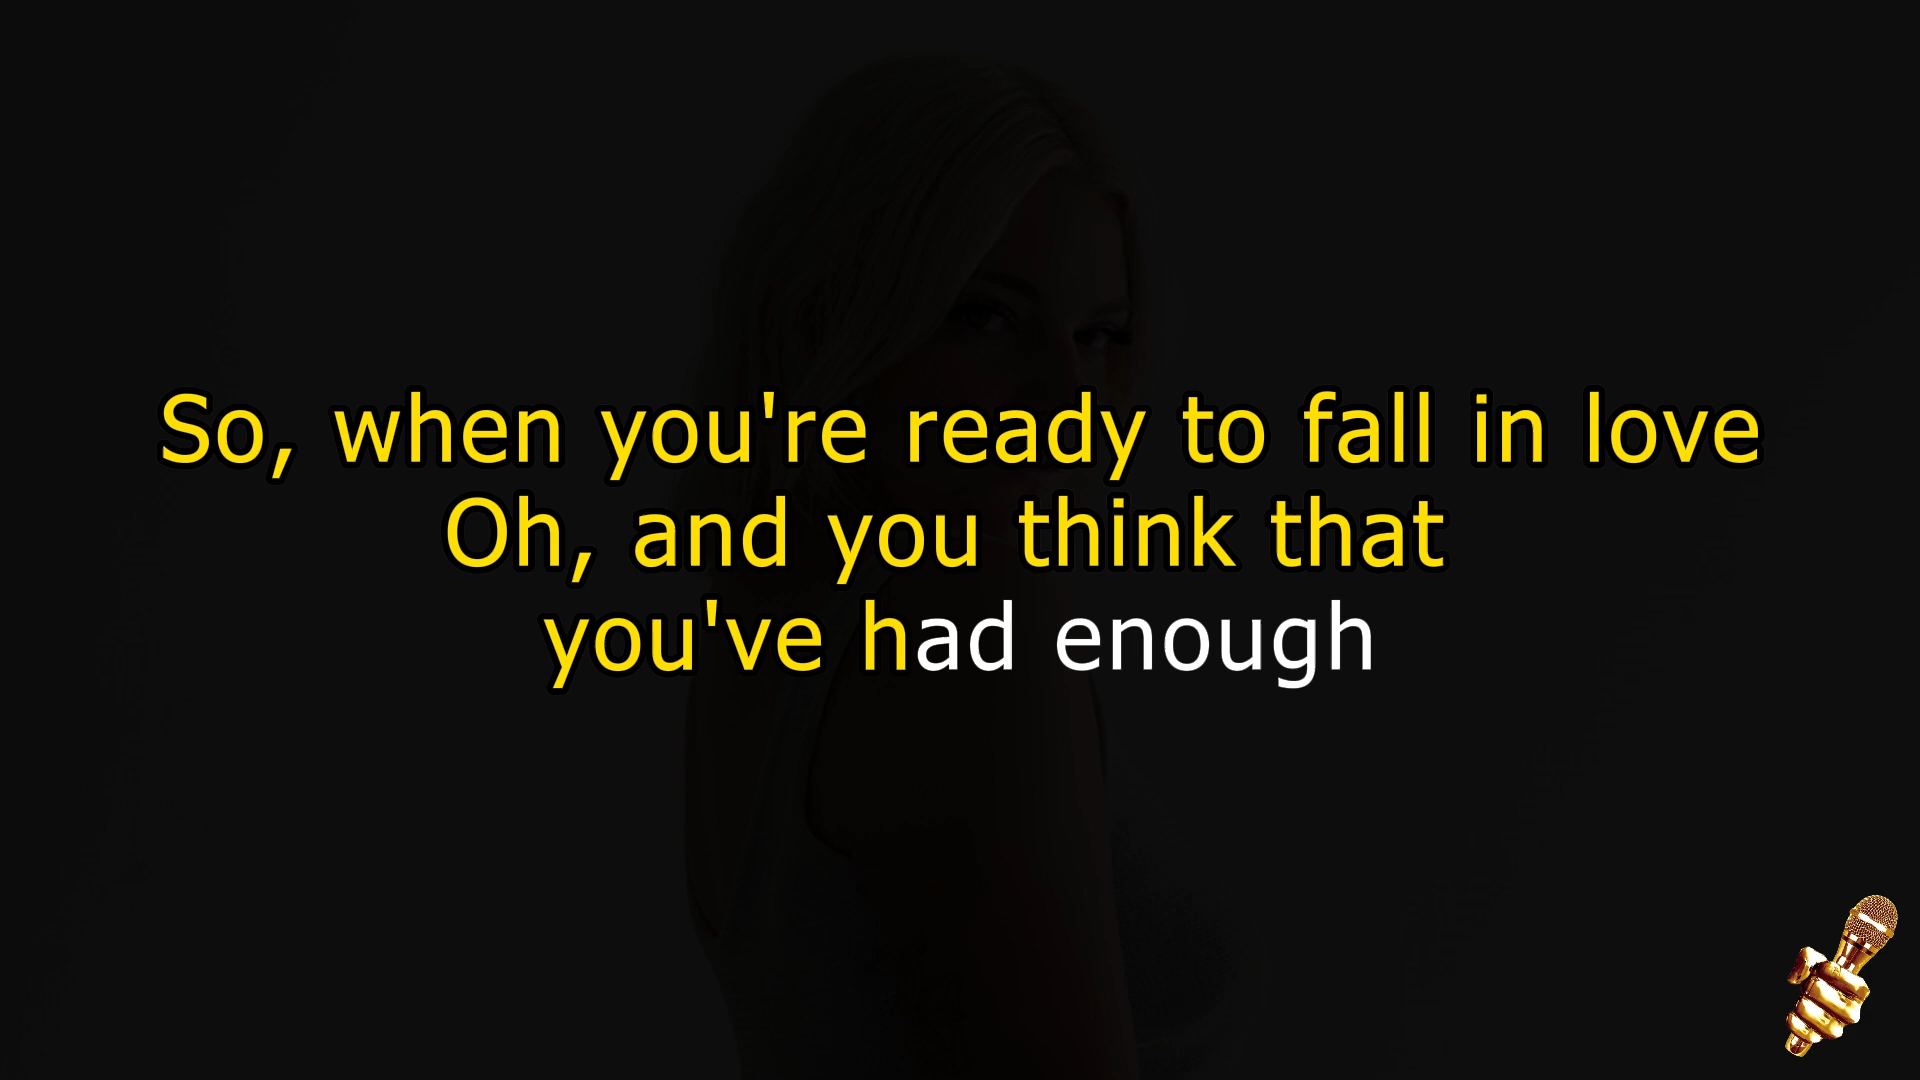 So, when you're ready to fall in love
Oh, and you think that
you've had enough